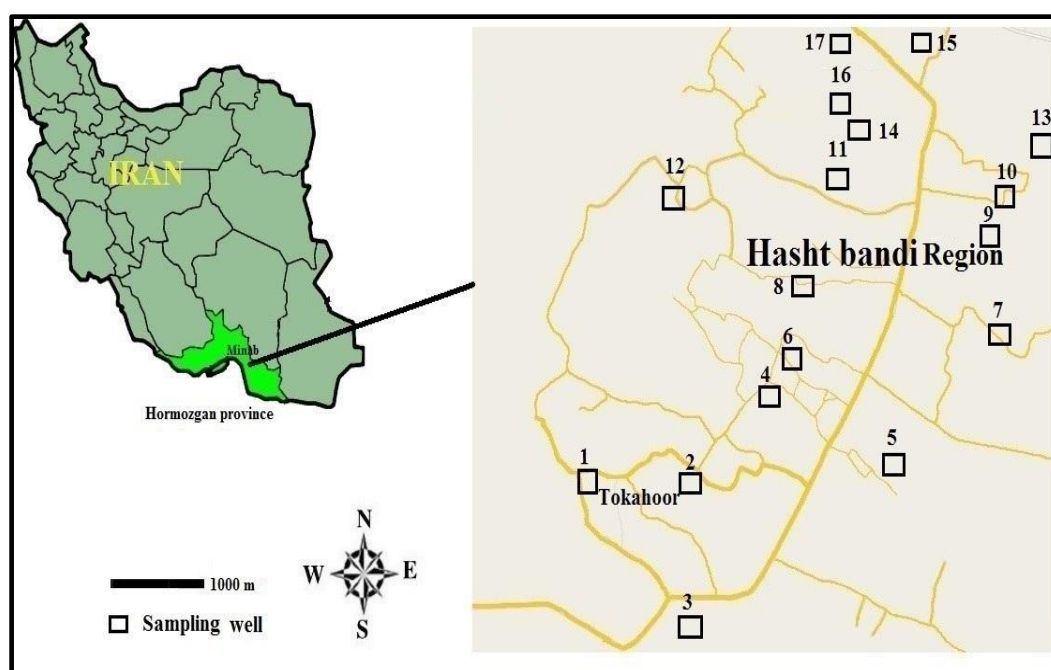 IRAN
Minab
Hormozgan province
N
W E
S
1000 m
Sampling well
17
15
16
13
14
11
12
10
9
Hasht bandi Region
8
7
6
4
5
1
2
Tokahoor
3